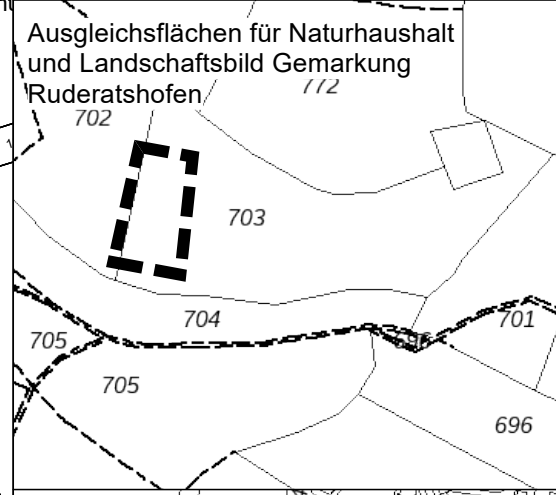 Ausgleichsflächen für Naturhaushalt
und Landschaftsbild Gemarkung
Ruderatshofen
772
702
703
704
701
705
705
696